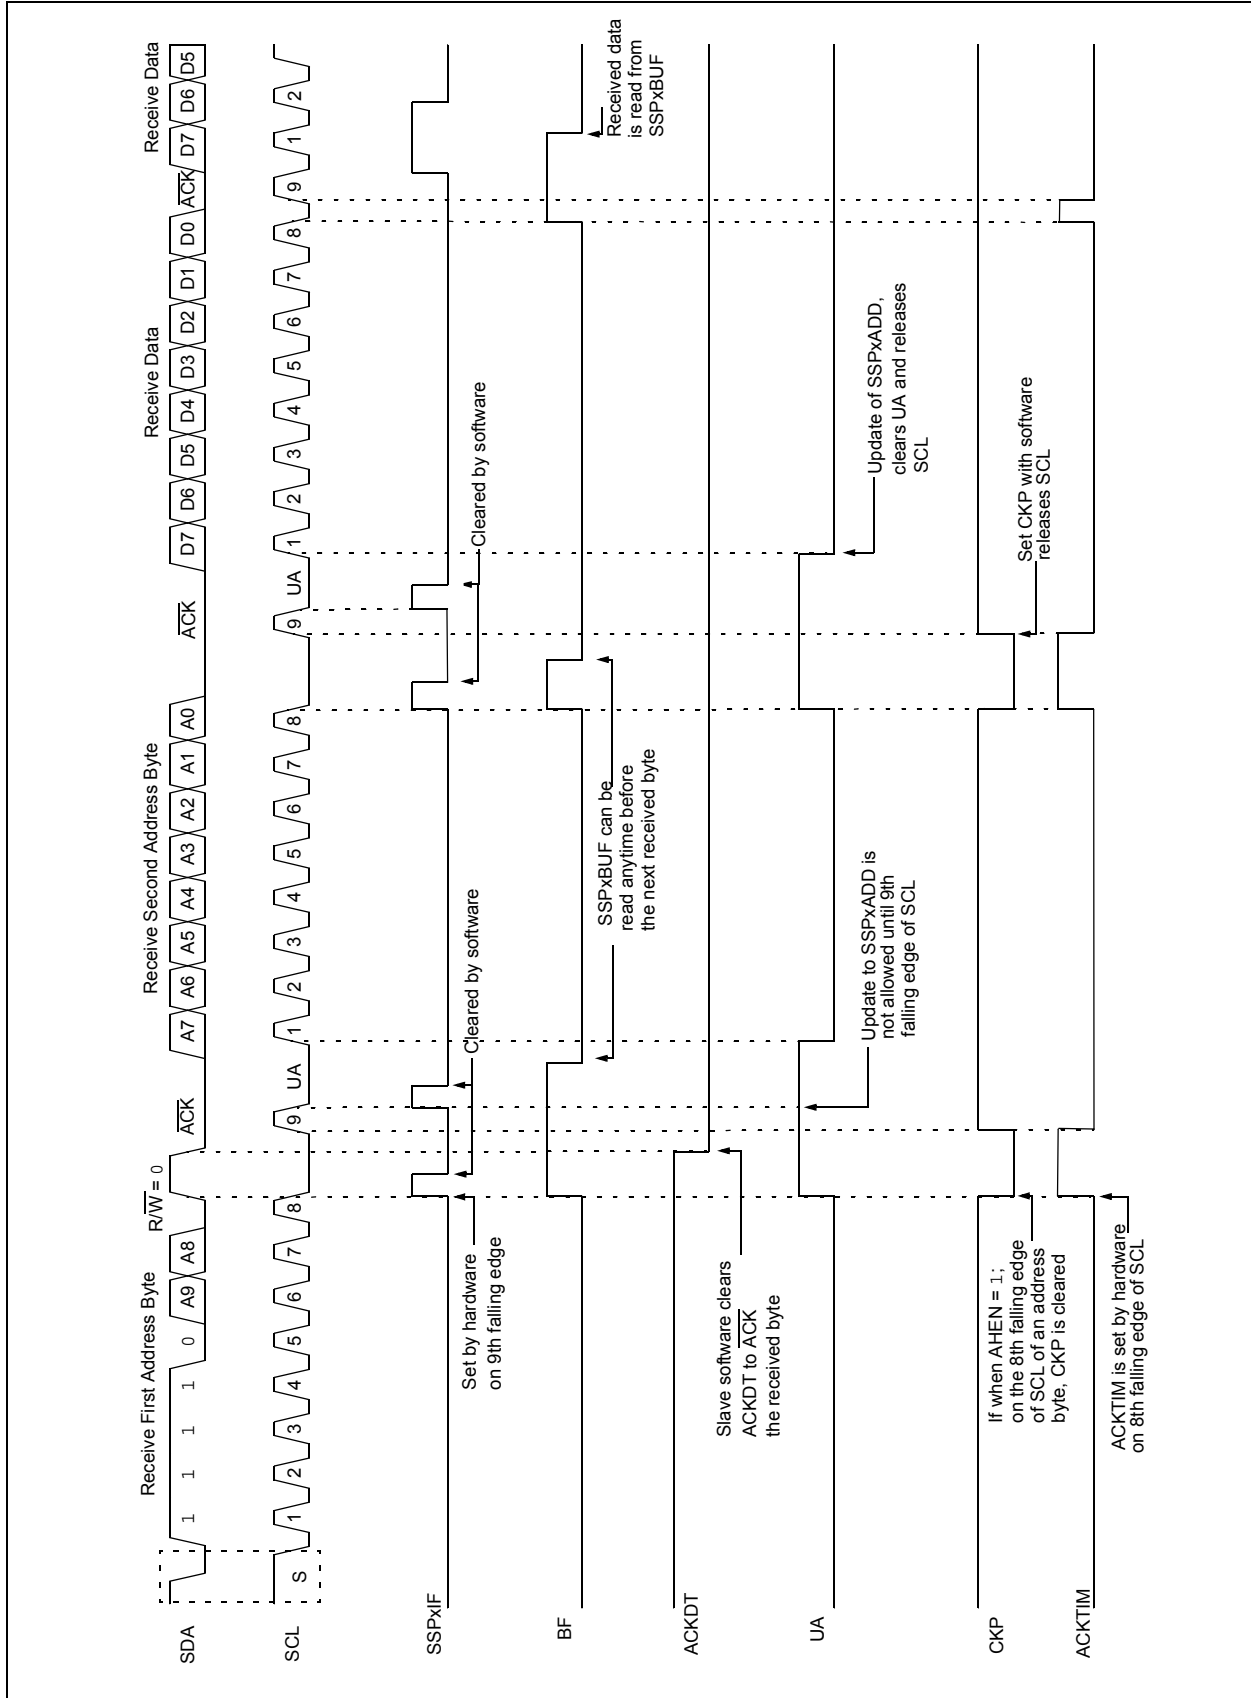 Receive First Address Byte
R/W = 0
ACK
Receive Second Address Byte
ACK
Receive Data
ACK
Receive Data
SDA
1 1 1 1 0 A9 A8
A7 A6 A5 A4 A3 A2 A1 A0
D7 D6 D5 D4 D3 D2 D1 D0
D7 D6 D5
SCL
S
1 2 3 4 5 6 7 8 9 UA
1 2 3 4 5 6 7 8 9 UA
1 2 3 4 5 6 7 8 9
1 2
SSPxIF
Set by hardware
on 9th falling edge
Cleared by software
Cleared by software
BF
SSPxBUF can be
read anytime before
the next received byte
Received data
is read from
SSPxBUF
ACKDT
Slave software clears
ACKDT to ACK
the received byte
UA
Update to SSPxADD is
not allowed until 9th
falling edge of SCL
Update of SSPxADD,
clears UA and releases
SCL
CKP
If when AHEN = 1;
on the 8th falling edge
of SCL of an address
byte, CKP is cleared
Set CKP with software
releases SCL
ACKTIM
ACKTIM is set by hardware
on 8th falling edge of SCL